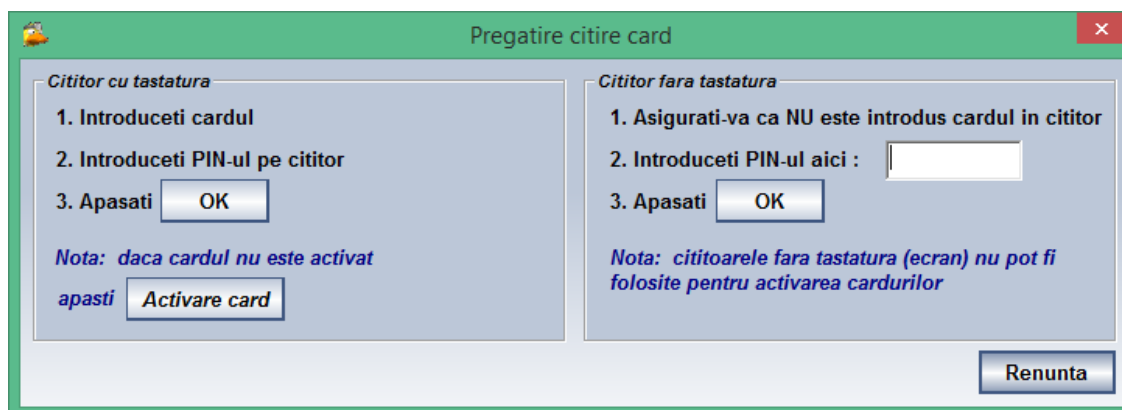 Pregatire citire card
Cititor cu tastatura
1. Introduceti cardul
2. Introduceti PIN-ul pe cititor
3. Apasati OK
Nota: daca cardul nu este activat
apasti Activare card
Cititor fara tastatura
1. Asigurati-va ca NU este introdus cardul in cititor
2. Introduceti PIN-ul aici :
3. Apasati OK
Nota: cititoarele fara tastatura (ecran) nu pot fi
folosite pentru activarea cardurilor
Renunta